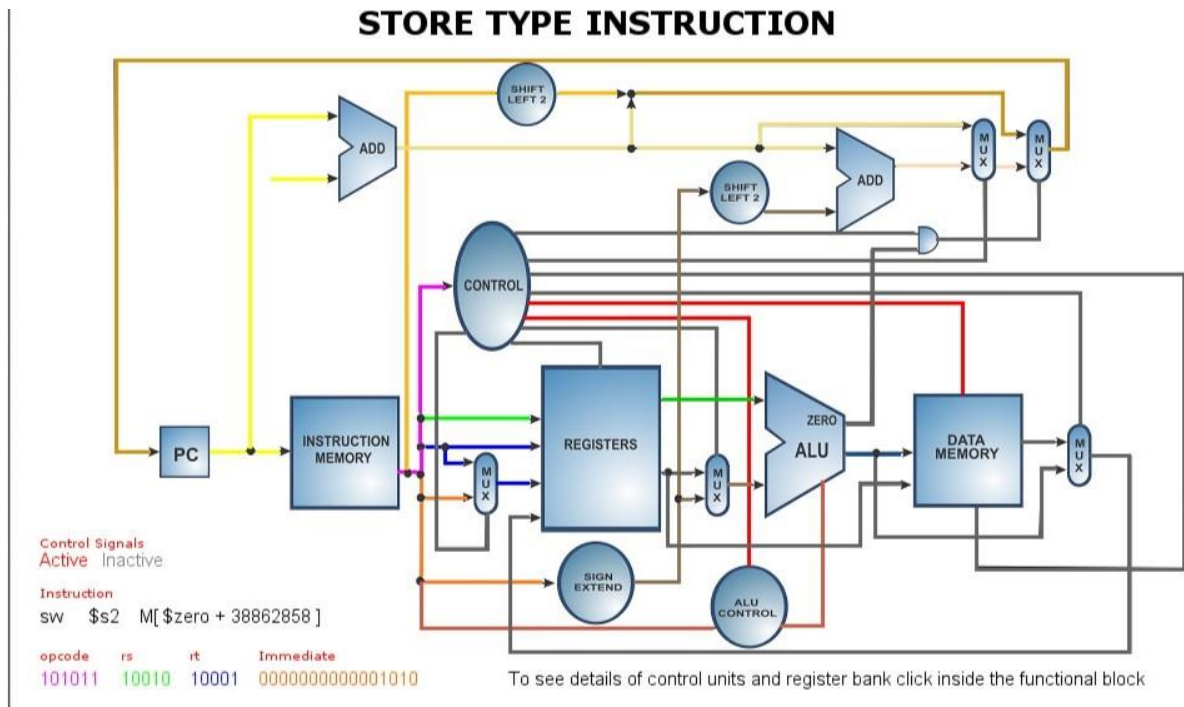 STORE TYPE INSTRUCTION
SHIFT
LEFT 2
ADD
MUX
MUX
SHIFT
LEFT 2
ADD
CONTROL
PC
INSTRUCTION
MEMORY
REGISTERS
MUX
MUX
ZERO
ALU
DATA
MEMORY
MUX
SIGN
EXTEND
ALU
CONTROL
Control Signals
Active Inactive
Instruction
sw $s2 M[ $zero + 38862858 ]
opcode rs rt Immediate
101011 10010 10001 0000000000001010
To see details of control units and register bank click inside the functional block